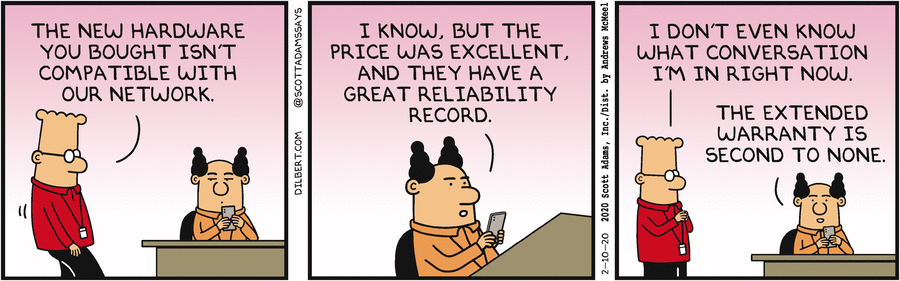 THE NEW HARDWARE
YOU BOUGHT ISN'T
COMPATIBLE WITH
OUR NETWORK.
DILBERT.COM @SCOTTADAMSSAYS
I KNOW, BUT THE
PRICE WAS EXCELLENT,
AND THEY HAVE A
GREAT RELIABILITY
RECORD.
2-10-20 2020 Scott Adams, Inc./Dist. by Andrews McMeel
I DON'T EVEN KNOW
WHAT CONVERSATION
I'M IN RIGHT NOW.
THE EXTENDED
WARRANTY IS
SECOND TO NONE.